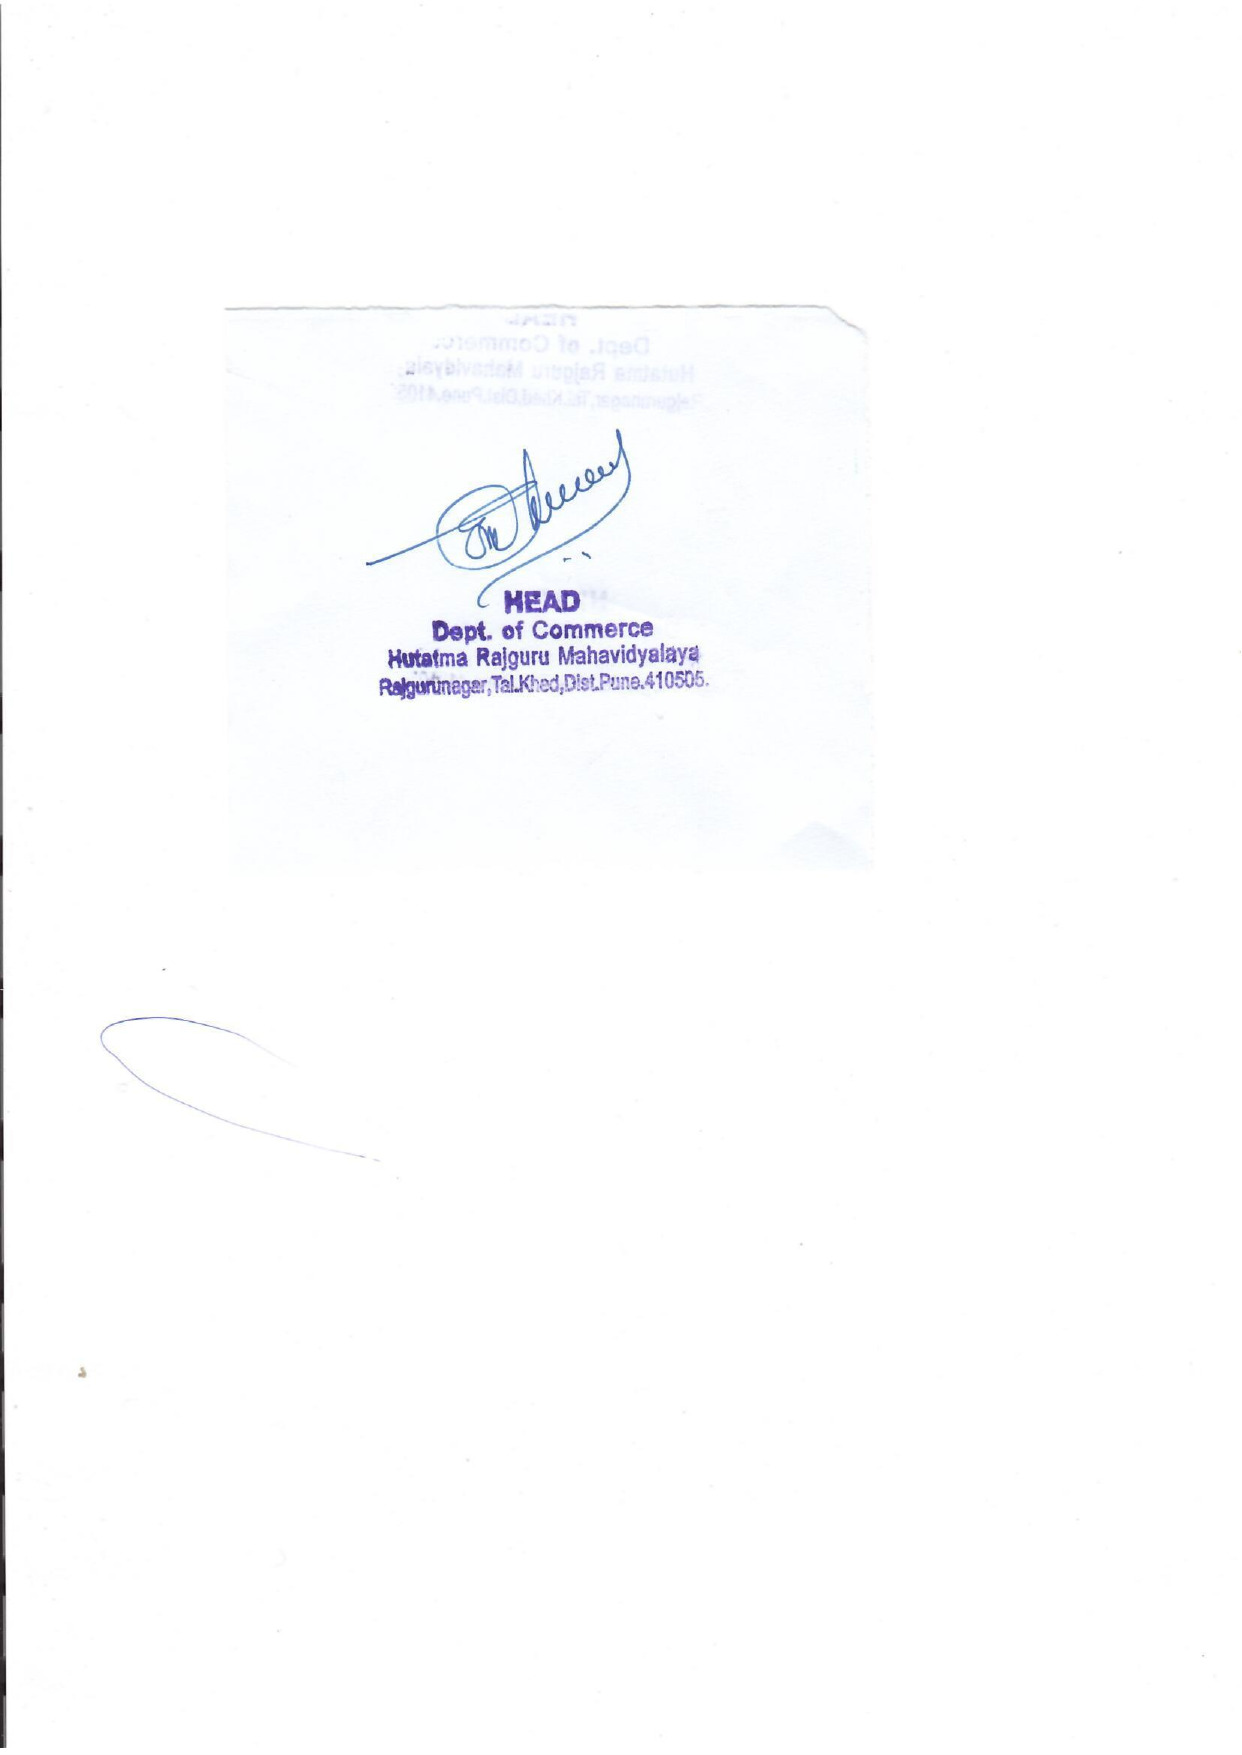 HEAD
Dept. of Commerce
Hutatma Rajguru Mahavidyalaya
Rajgurunagar,Tal.Khed,Dist.Pune.410505.